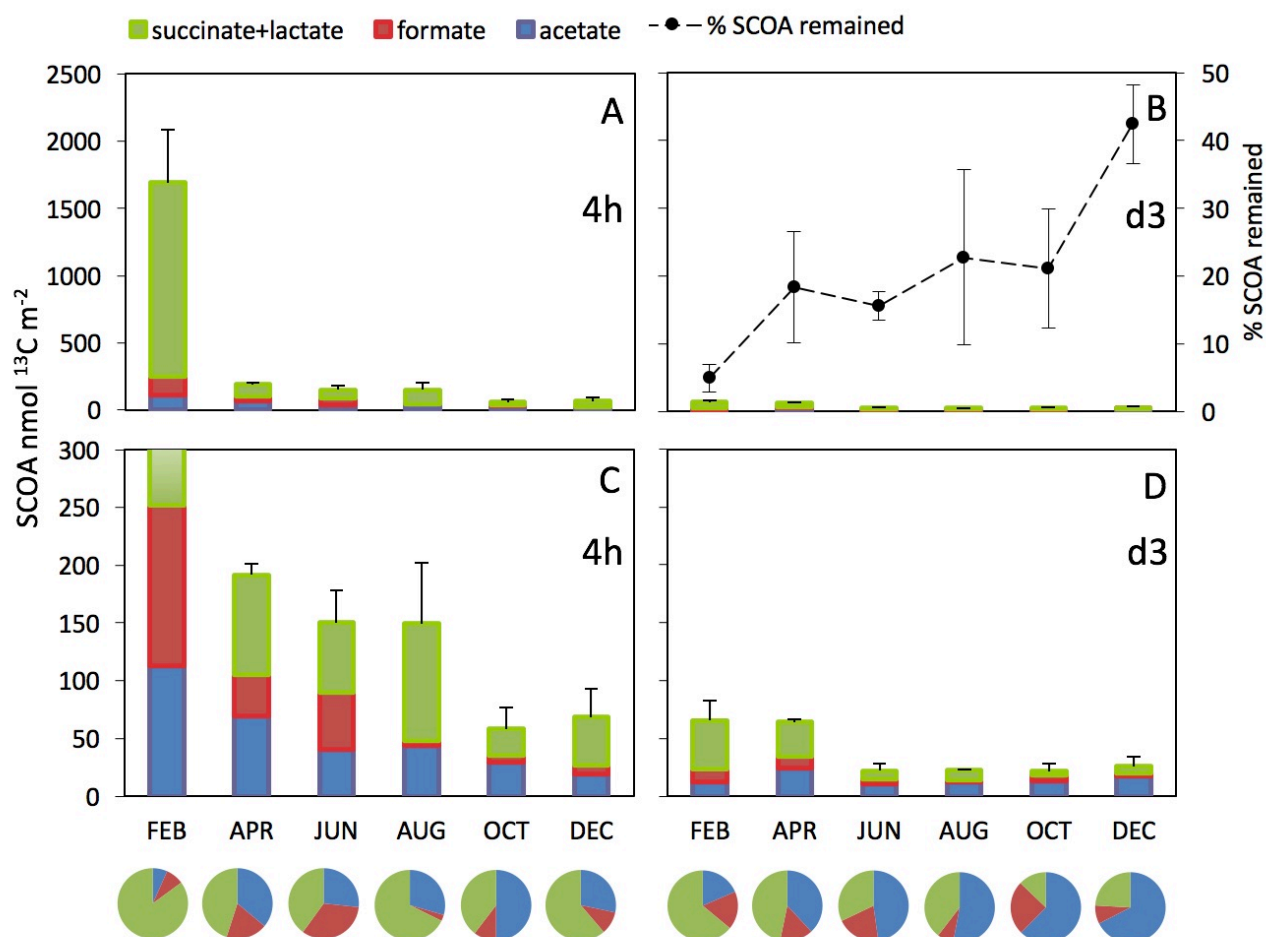 succinate+lactate formate acetate % SCOA remained
2500
2000
1500
1000
500
0
A
4h
B
d3
50
40
30
20
10
0
% SCOA remained
SCOA nmol ¹³C m⁻²
300
250
200
150
100
50
0
C
4h
D
d3
FEB APR JUN AUG OCT DEC FEB APR JUN AUG OCT DEC